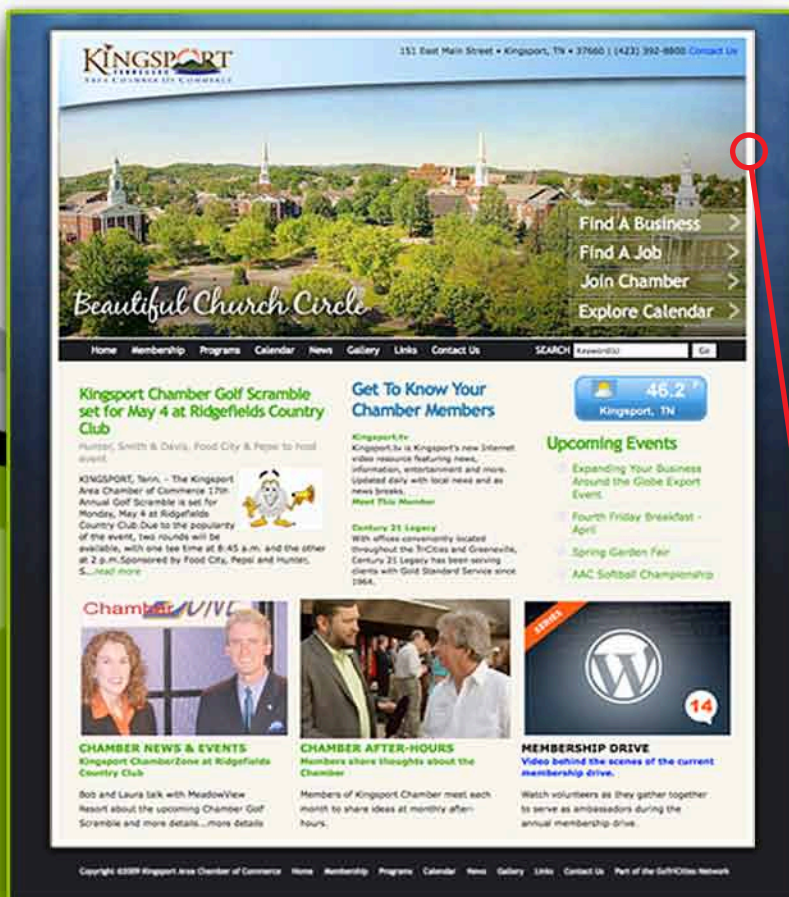 KINGSPORT
TENNESSEE
AREA CHAMBER OF COMMERCE
151 East Main Street • Kingsport, TN • 37660 | (423) 392-8800 Contact Us
Find A Business >
Find A Job >
Join Chamber >
Explore Calendar >
Beautiful Church Circle
Home Membership Programs Calendar News Gallery Links Contact Us SEARCH Keyword(s) Go
Kingsport Chamber Golf Scramble
set for May 4 at Ridgefields Country
Club
Hunter, Smith & Davis, Food City & Pepsi to host
event
KINGSPORT, Tenn. - The Kingsport
Area Chamber of Commerce 17th
Annual Golf Scramble is set for
Monday, May 4 at Ridgefields
Country Club.Due to the popularity
of the event, two rounds will be
available, with one tee time at 8:45 a.m. and the other
at 2 p.m.Sponsored by Food City, Pepsi and Hunter,
S...read more
Get To Know Your
Chamber Members
Kingsport.tv
Kingsport.tv is Kingsport's new Internet
video resource featuring news,
information, entertainment and more.
Updated daily with local news and as
news breaks.
Meet This Member
Century 21 Legacy
With offices conveniently located
throughout the TriCities and Greeneville,
Century 21 Legacy has been serving
clients with Gold Standard Service since
1964.
46.2°
Kingsport, TN
Upcoming Events
Expanding Your Business
Around the Globe Export
Event
Fourth Friday Breakfast -
April
Spring Garden Fair
AAC Softball Championship
Chamber ZONE
CHAMBER NEWS & EVENTS
Kingsport ChamberZone at Ridgefields
Country Club
Bob and Laura talk with MeadowView
Resort about the upcoming Chamber Golf
Scramble and more details...more details
CHAMBER AFTER-HOURS
Members share thoughts about the
Chamber
Members of Kingsport Chamber meet each
month to share ideas at monthly after-
hours.
SERIES
W
14
MEMBERSHIP DRIVE
Video behind the scenes of the current
membership drive.
Watch volunteers as they gather together
to serve as ambassadors during the
annual membership drive.
Copyright ©2009 Kingsport Area Chamber of Commerce Home Membership Programs Calendar News Gallery Links Contact Us Part of the GoTriCities Network